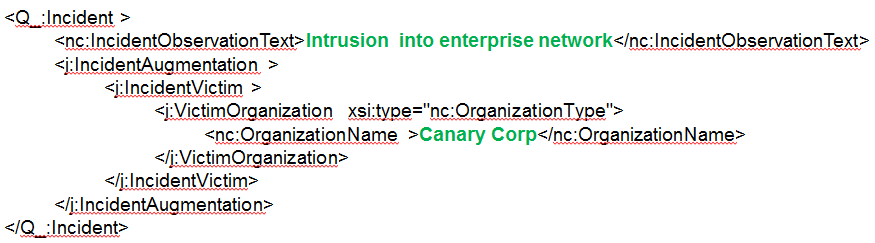 <Q_:Incident >
<nc:IncidentObservationText>Intrusion into enterprise network</nc:IncidentObservationText>
<j:IncidentAugmentation >
<j:IncidentVictim >
<j:VictimOrganization xsi:type="nc:OrganizationType">
<nc:OrganizationName >Canary Corp</nc:OrganizationName>
</j:VictimOrganization>
</j:IncidentVictim>
</j:IncidentAugmentation>
</Q_:Incident>